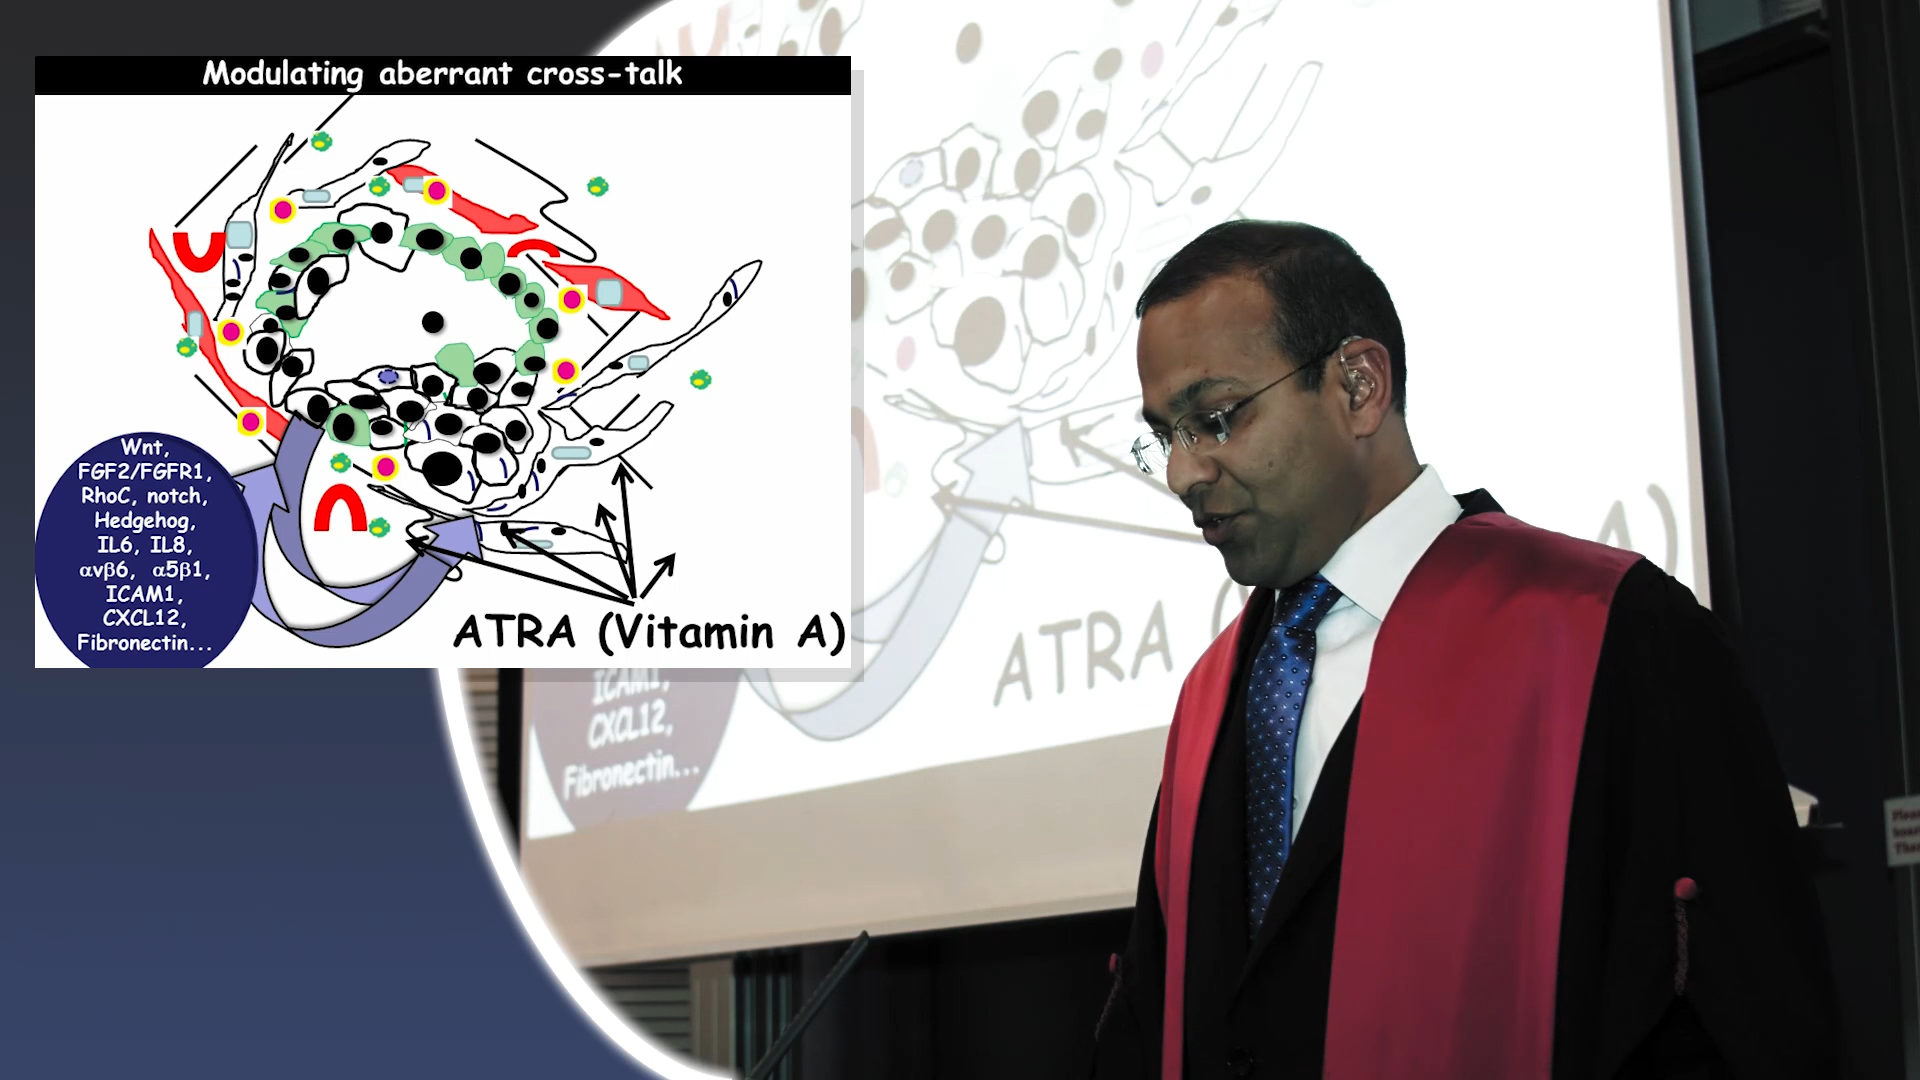 Modulating aberrant cross-talk
Wnt,
FGF2/FGFR1,
RhoC, notch,
Hedgehog,
IL6, IL8,
αvβ6, α5β1,
ICAM1,
CXCL12,
Fibronectin...
ATRA (Vitamin A)
ICAM1,
CXCL12,
Fibronectin...
ATRA (
A)